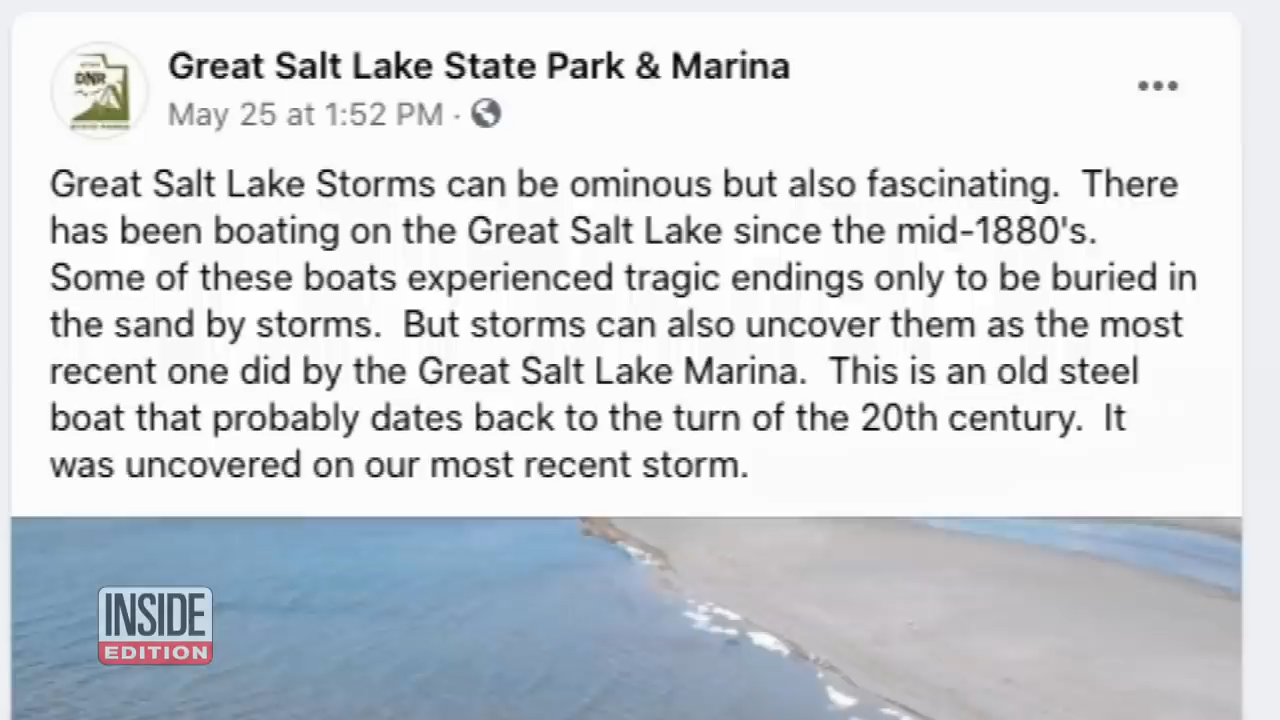 DNR
Great Salt Lake State Park & Marina
May 25 at 1:52 PM ·
Great Salt Lake Storms can be ominous but also fascinating.  There
has been boating on the Great Salt Lake since the mid-1880's.
Some of these boats experienced tragic endings only to be buried in
the sand by storms.  But storms can also uncover them as the most
recent one did by the Great Salt Lake Marina.  This is an old steel
boat that probably dates back to the turn of the 20th century.  It
was uncovered on our most recent storm.
INSIDE
EDITION